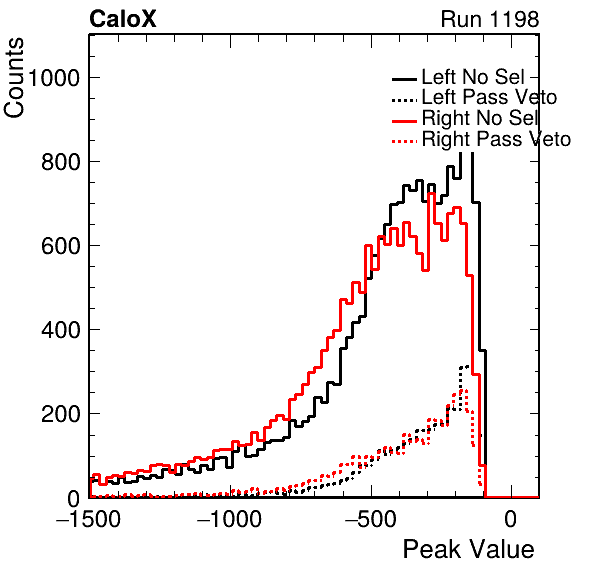 CaloX
Run 1198
Counts
1000
800
600
400
200
0
Left No Sel
Left Pass Veto
Right No Sel
Right Pass Veto
−1500
−1000
−500
0
Peak Value